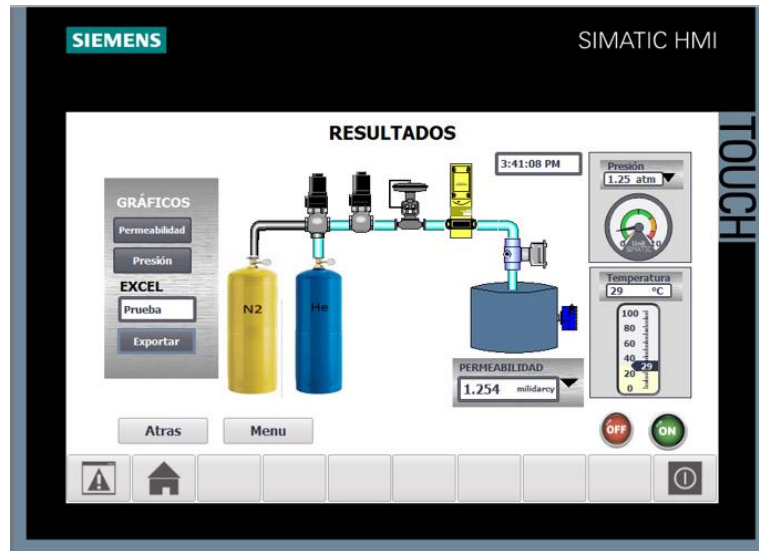 SIEMENS
SIMATIC HMI
TOUCH
RESULTADOS
3:41:08 PM
GRÁFICOS
Permeabilidad
Presión
EXCEL
Prueba
Exportar
N2
He
Presión
1.25 atm
SIMATIC
Temperatura
29 °C
100
80
60
40
29
20
0
PERMEABILIDAD
1.254 milidarcy
Atras
Menu
OFF
ON